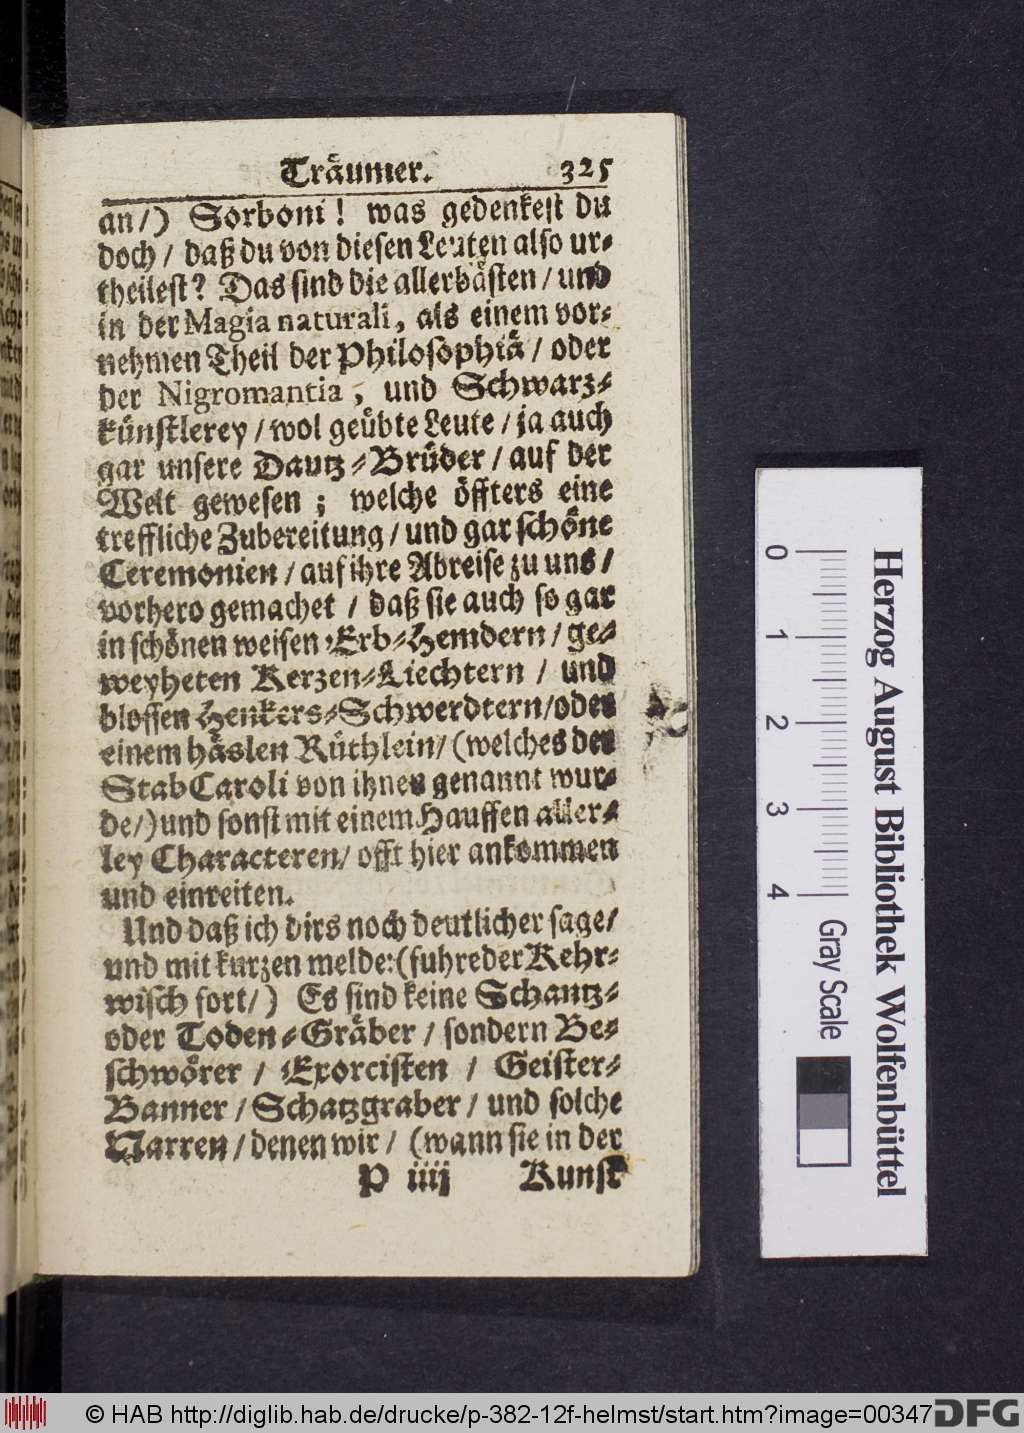 Träumer. 325
an/) Sorboni! was gedenkest du
doch/ daß du von diesen Leuten also ur-
theilest? Das sind die allerbästen/ und
in der Magia naturali, als einem vor-
nehmen Theil der Philosophiä/ oder
der Nigromantia, und Schwarz-
künstlerey/ wol geübte Leute/ ja auch
gar unsere Dautz-Brüder/ auf der
Welt gewesen; welche öffters eine
treffliche Zubereitung/ und gar schöne
Ceremonien/ auf ihre Abreise zu uns/
vorhero gemachet/ daß sie auch so gar
in schönen weisen Erb-Hemdern/ ge-
weyheten Kerzen-Liechtern/ und
blossen Henkers-Schwerdtern/ oder
einem häslen Rüthlein/ (welches der
Stab Caroli von ihnen genannt wur-
de/) und sonst mit einem Hauffen aller-
ley Characteren/ offt hier ankommen
und einreiten.
Und daß ich dirs noch deutlicher sage/
und mit kurzen melde: (fuhre der Kehr-
wisch fort/) Es sind keine Schantz-
oder Toden-Gräber/ sondern Be-
schwörer/ Exorcisten/ Geister-
Banner/ Schatzgraber/ und solche
Narren/ denen wir/ (wann sie in der
P iiij Kunst
Herzog August Bibliothek Wolfenbüttel
0 1 2 3 4 Gray Scale
© HAB http://diglib.hab.de/drucke/p-382-12f-helmst/start.htm?image=00347
DFG